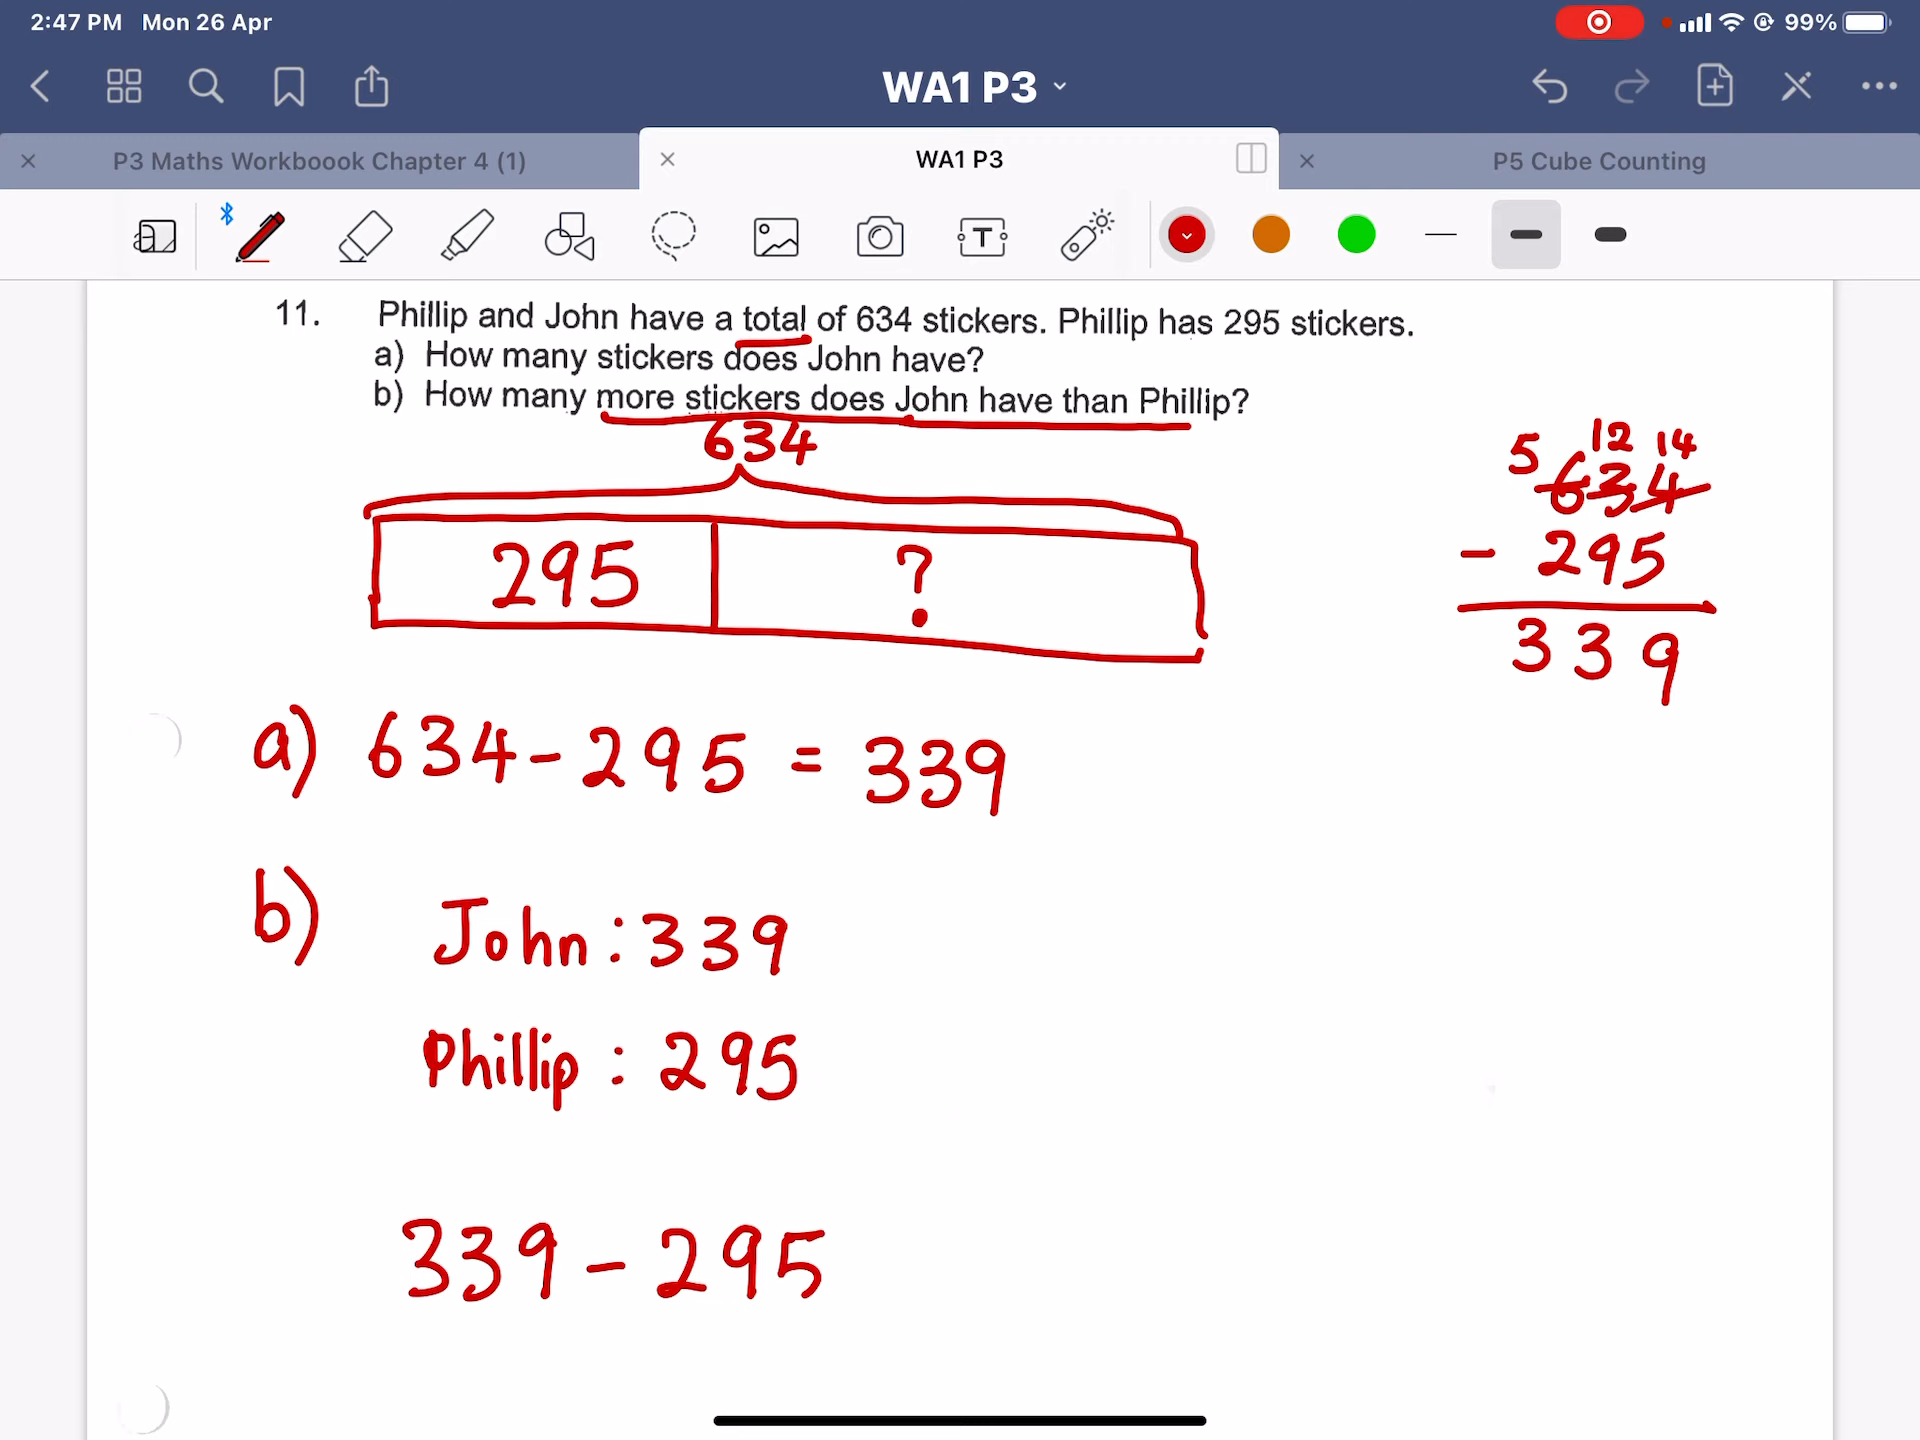 2:47 PM Mon 26 Apr 99%
WA1 P3
P3 Maths Workboook Chapter 4 (1) WA1 P3 P5 Cube Counting
11. Phillip and John have a total of 634 stickers. Phillip has 295 stickers.
a) How many stickers does John have?
b) How many more stickers does John have than Phillip?
634
295 ?
5 12 14
634
- 295
339
a) 634 - 295 = 339
b) John : 339
Phillip : 295
339 - 295